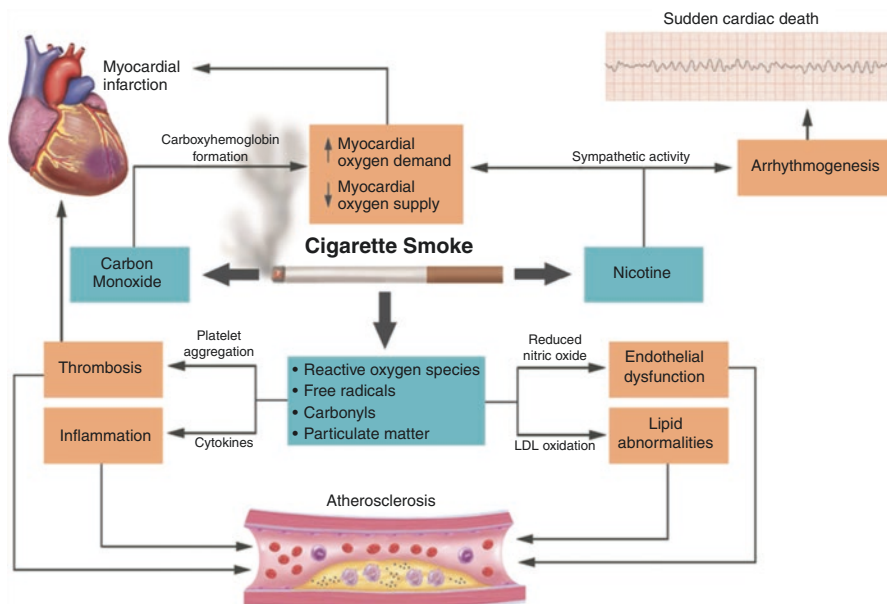 Sudden cardiac death
Myocardial
infarction
Carboxyhemoglobin
formation
Myocardial
oxygen demand
Myocardial
oxygen supply
Sympathetic activity
Arrhythmogenesis
Cigarette Smoke
Carbon
Monoxide
Nicotine
Platelet
aggregation
Thrombosis
Inflammation
Cytokines
• Reactive oxygen species
• Free radicals
• Carbonyls
• Particulate matter
Reduced
nitric oxide
Endothelial
dysfunction
LDL oxidation
Lipid
abnormalities
Atherosclerosis